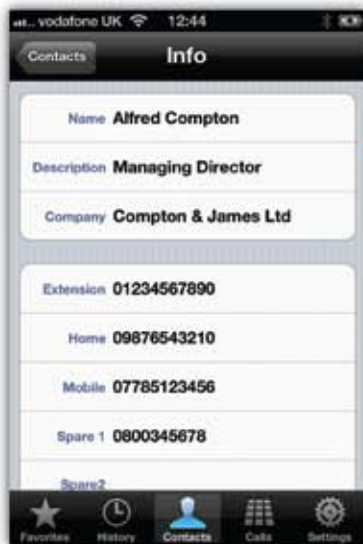 vodafone UK 12:44
Contacts Info
Name Alfred Compton
Description Managing Director
Company Compton & James Ltd
Extension 01234567890
Home 09876543210
Mobile 07785123456
Spare 1 0800345678
Spare2
Favorites History Contacts Calls Settings